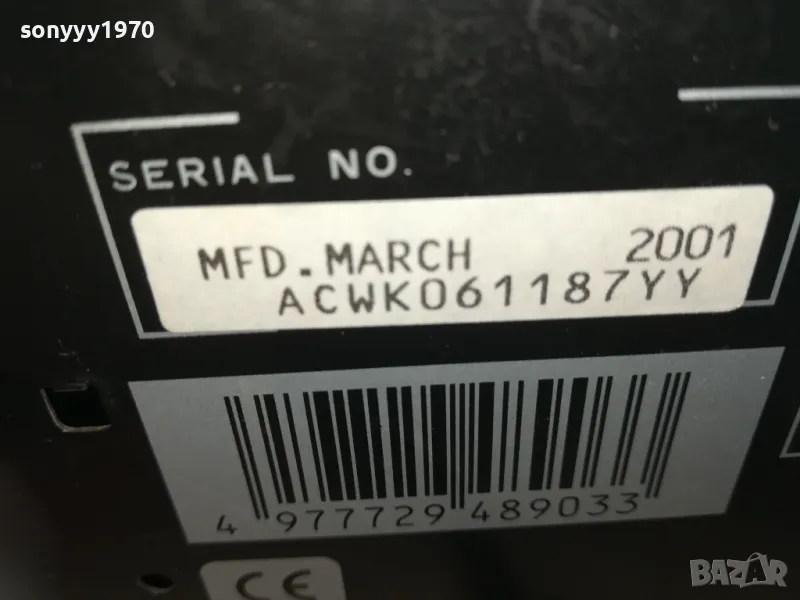 sonyyy1970
SERIAL NO.
MFD.MARCH 2001
ACWK061187YY
4 977729 489033
CE
BAZAR